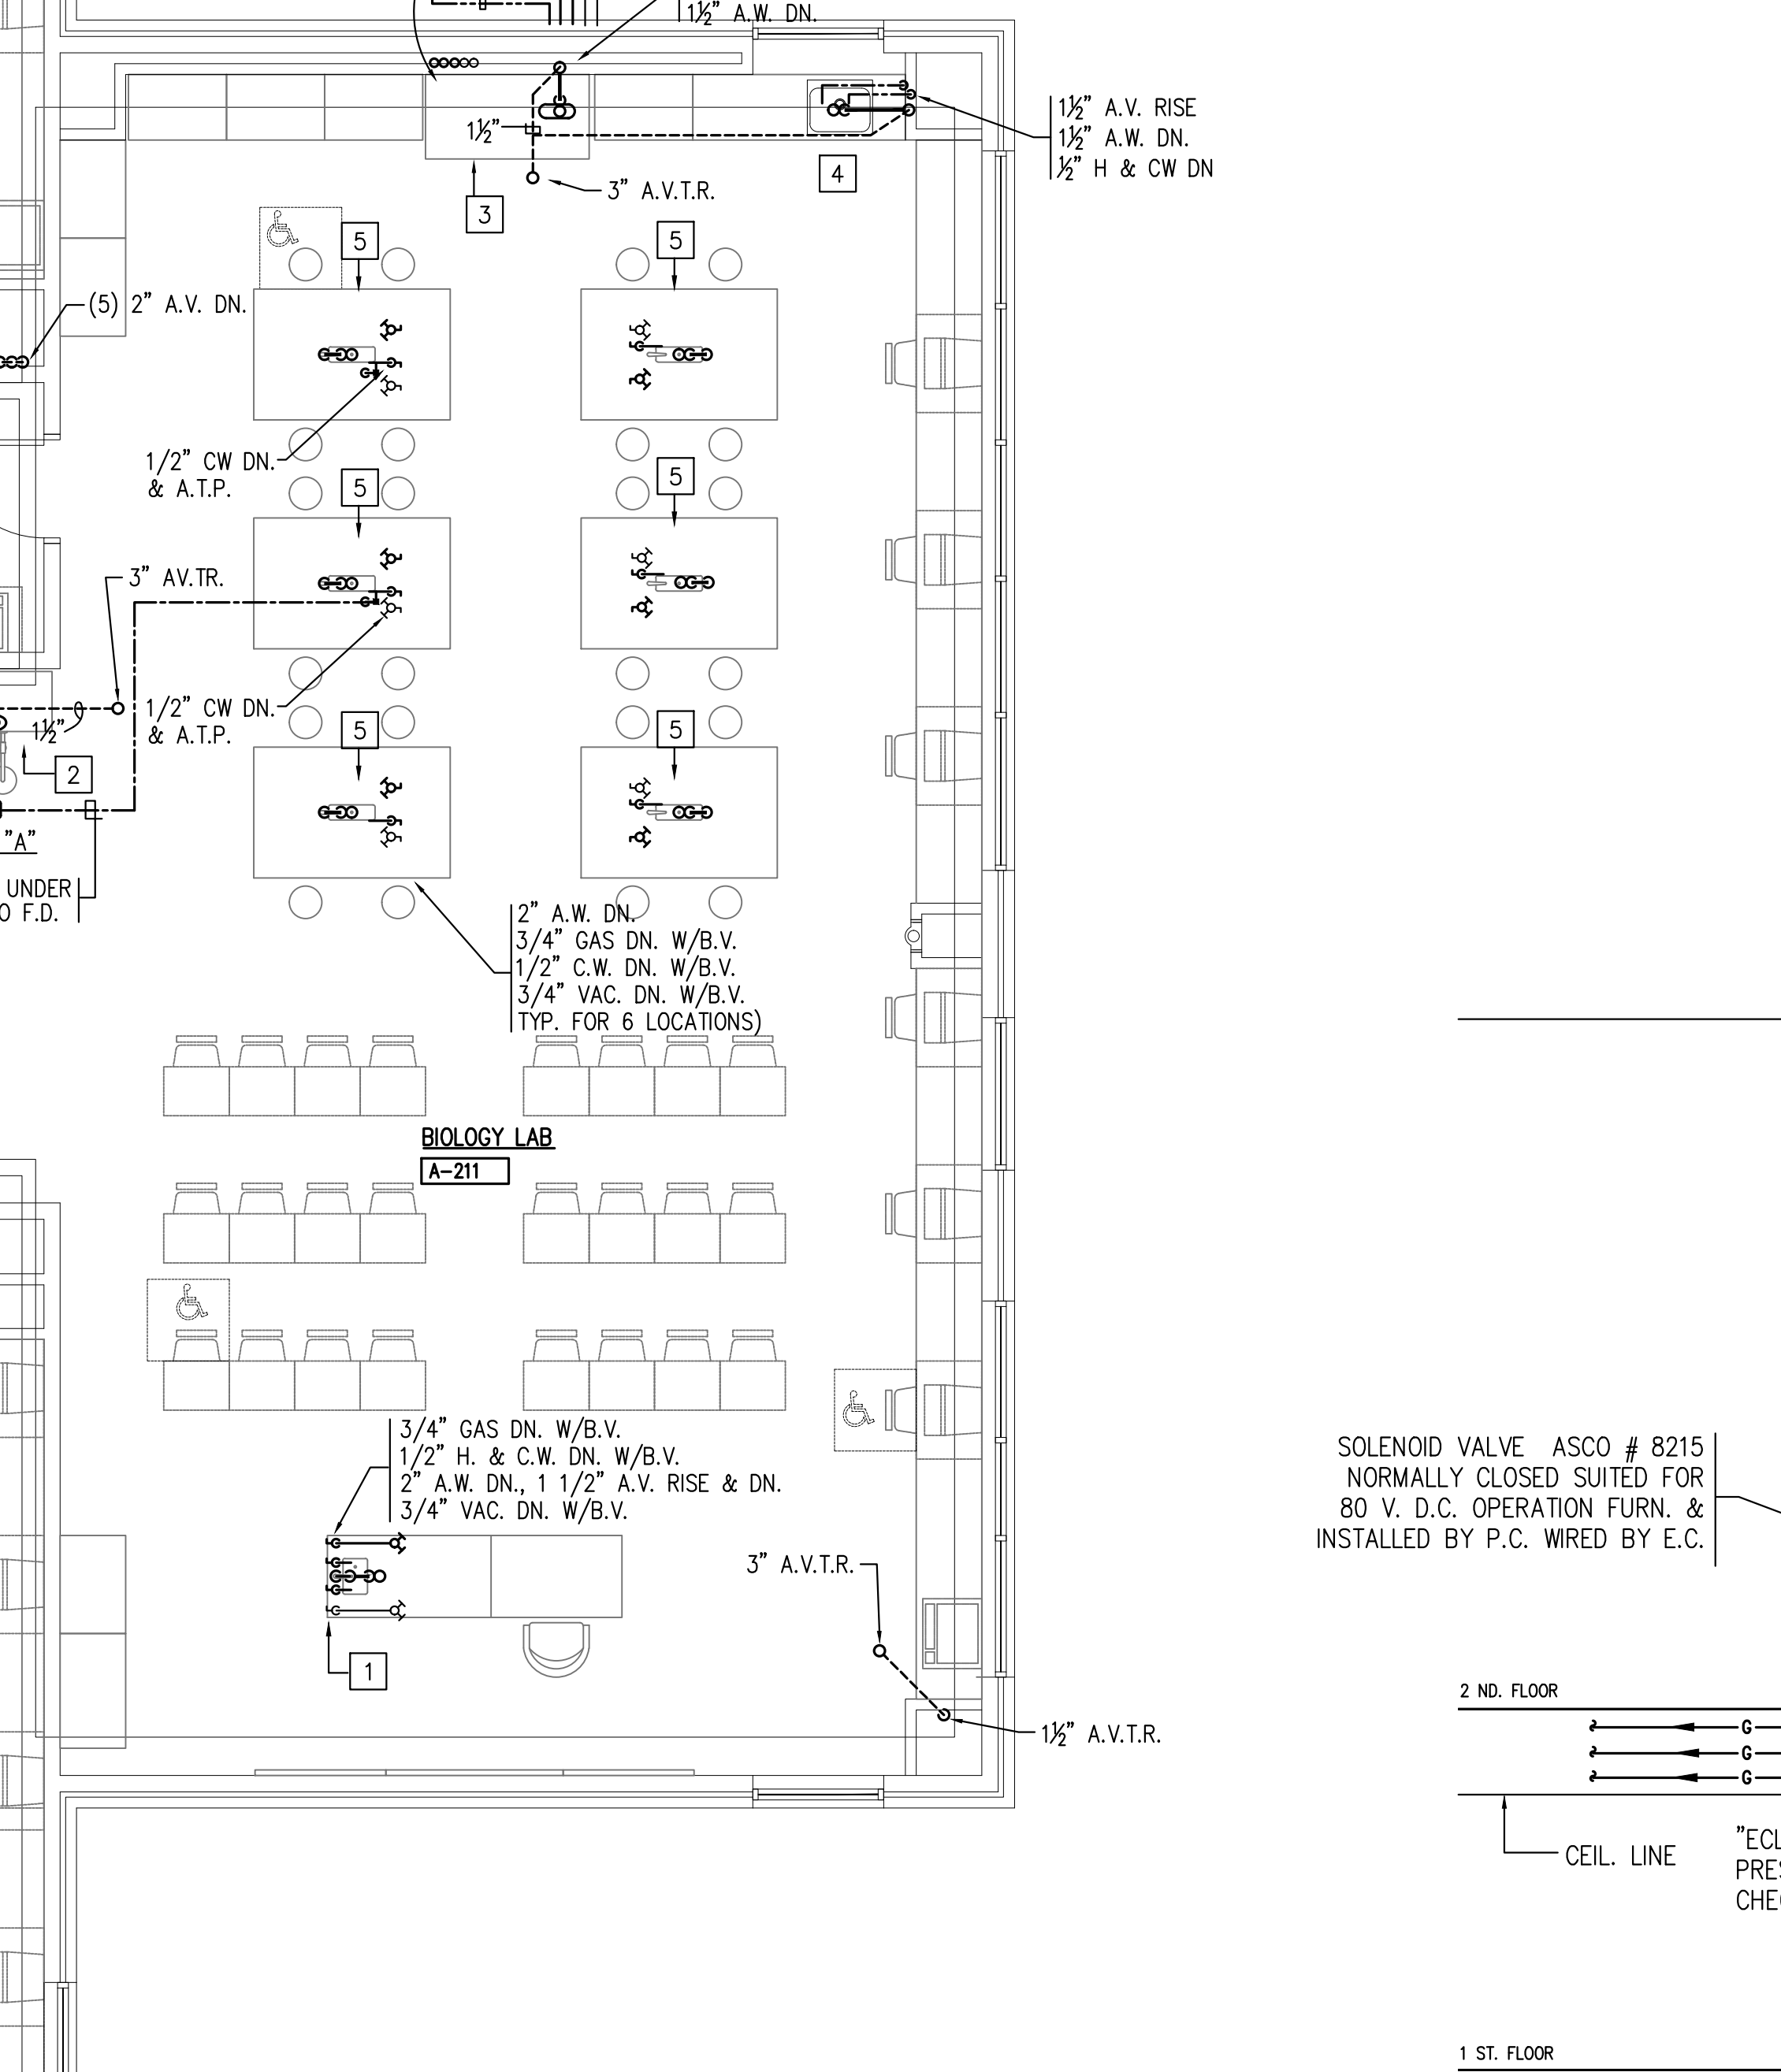 1½" A.W. DN.
1½" A.V. RISE
1½" A.W. DN.
½" H & CW DN
1½"
3" A.V.T.R.
3
4
5
5
(5) 2" A.V. DN.
1/2" CW DN.
& A.T.P.
5
5
3" AV.TR.
1/2" CW DN.
& A.T.P.
1½"
2
5
5
"A"
UNDER
O F.D.
2" A.W. DN.
3/4" GAS DN. W/B.V.
1/2" C.W. DN. W/B.V.
3/4" VAC. DN. W/B.V.
TYP. FOR 6 LOCATIONS)
BIOLOGY LAB
A-211
3/4" GAS DN. W/B.V.
1/2" H. & C.W. DN. W/B.V.
2" A.W. DN., 1 1/2" A.V. RISE & DN.
3/4" VAC. DN. W/B.V.
1
3" A.V.T.R.
1½" A.V.T.R.
SOLENOID VALVE ASCO # 8215
NORMALLY CLOSED SUITED FOR
80 V. D.C. OPERATION FURN. &
INSTALLED BY P.C. WIRED BY E.C.
2 ND. FLOOR
G
G
G
CEIL. LINE
"ECL
PRES
CHEC
1 ST. FLOOR